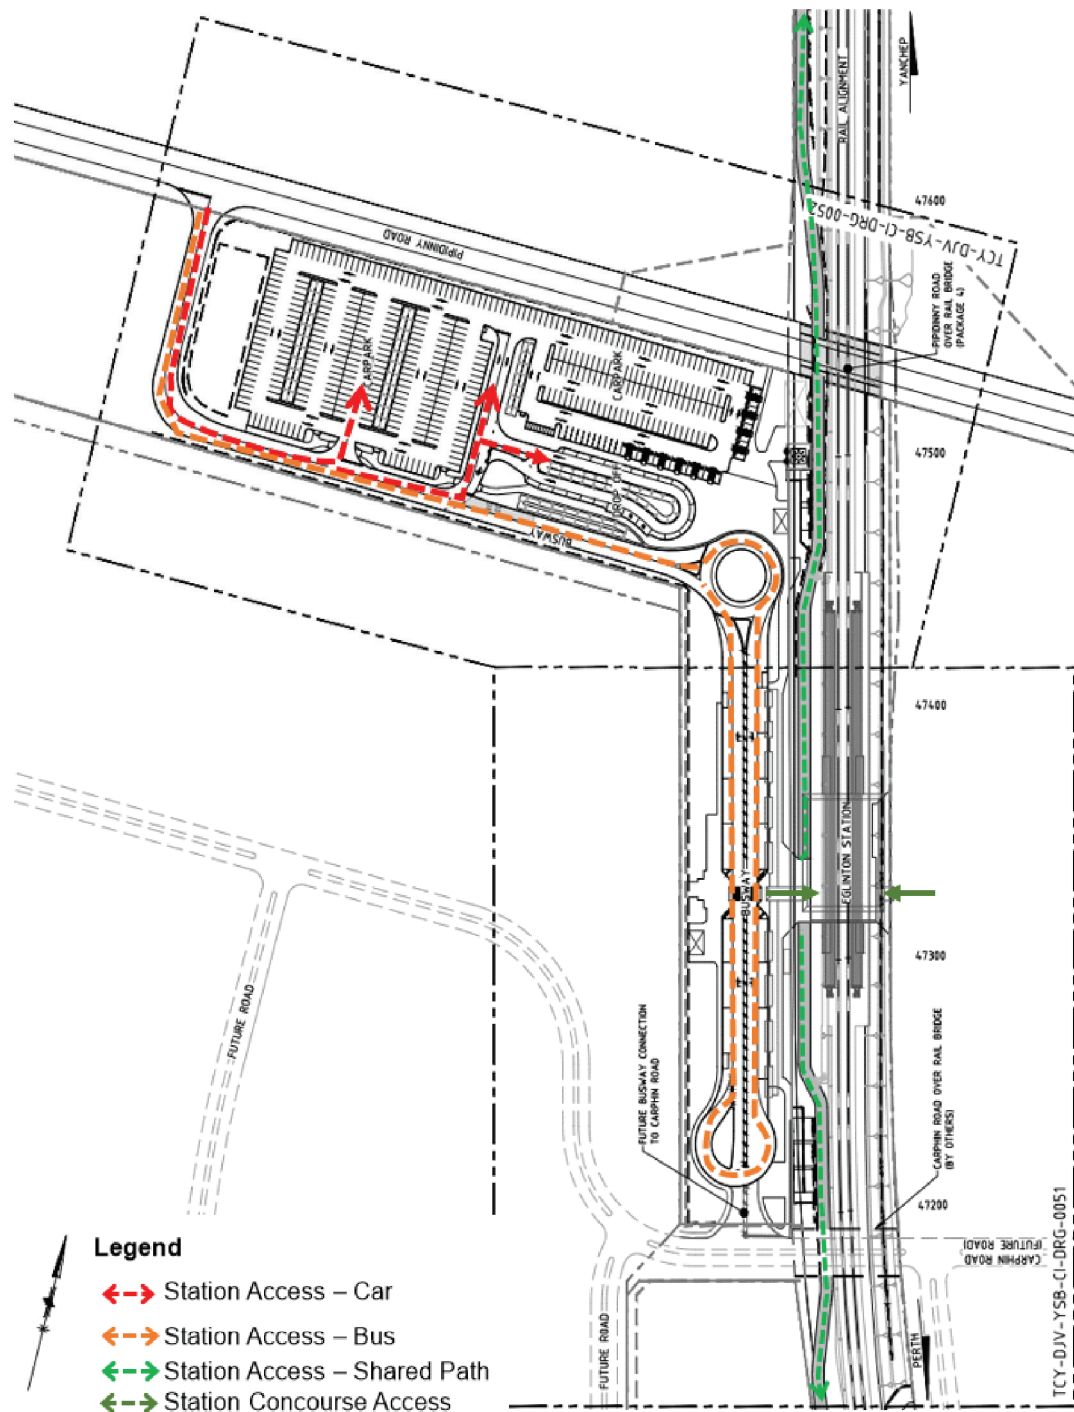 YANCHEP
RAIL ALIGNMENT
47600
TCY-DJV-YSB-CI-DRG-0052
PIPIDINNY ROAD
PIPIDINNY ROAD
OVER RAIL BRIDGE
(PACKAGE 4)
CARPARK
CARPARK
47500
DROP OFF
BUSWAY
47400
EGLINTON STATION
BUSWAY
47300
FUTURE ROAD
FUTURE BUSWAY CONNECTION
TO CARPHIN ROAD
CARPHIN ROAD OVER RAIL BRIDGE
(BY OTHERS)
47200
CARPHIN ROAD
(FUTURE ROAD)
TCY-DJV-YSB-CI-DRG-0051
FUTURE ROAD
PERTH
Legend
Station Access – Car
Station Access – Bus
Station Access – Shared Path
Station Concourse Access